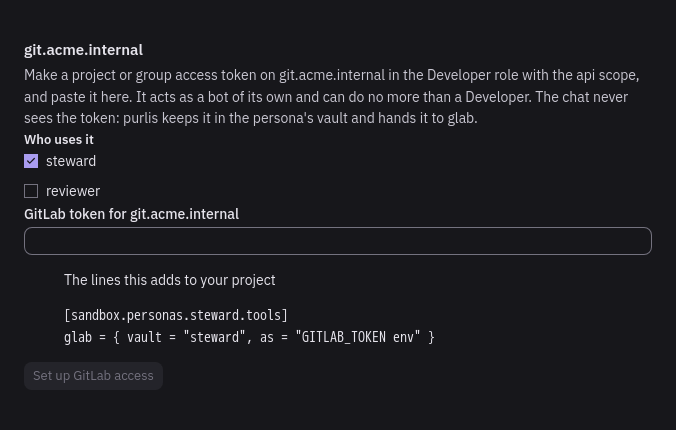 git.acme.internal
Make a project or group access token on git.acme.internal in the Developer role with the api scope,
and paste it here. It acts as a bot of its own and can do no more than a Developer. The chat never
sees the token: purlis keeps it in the persona's vault and hands it to glab.
Who uses it
steward
reviewer
GitLab token for git.acme.internal
The lines this adds to your project
[sandbox.personas.steward.tools]
glab = { vault = "steward", as = "GITLAB_TOKEN env" }
Set up GitLab access